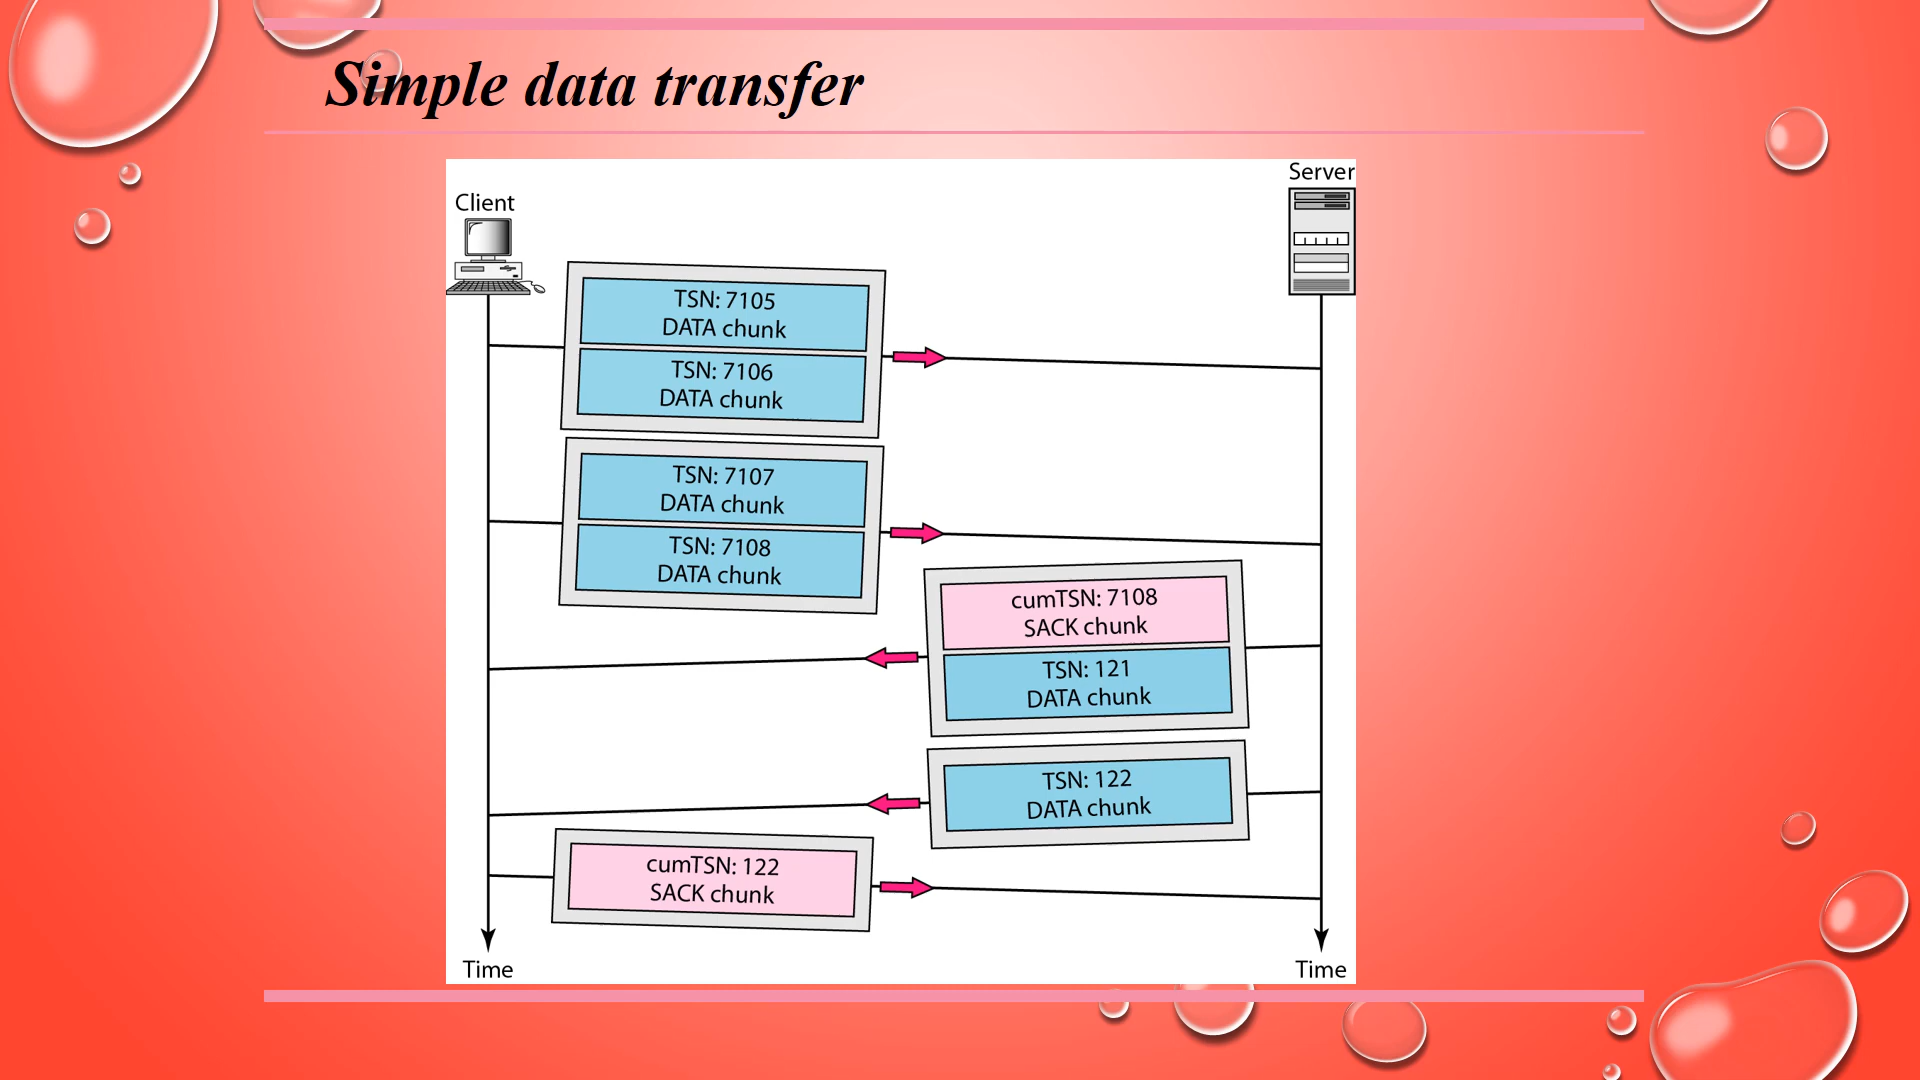 Simple data transfer
Server
Client
TSN: 7105
DATA chunk
TSN: 7106
DATA chunk
TSN: 7107
DATA chunk
TSN: 7108
DATA chunk
cumTSN: 7108
SACK chunk
TSN: 121
DATA chunk
TSN: 122
DATA chunk
cumTSN: 122
SACK chunk
Time
Time